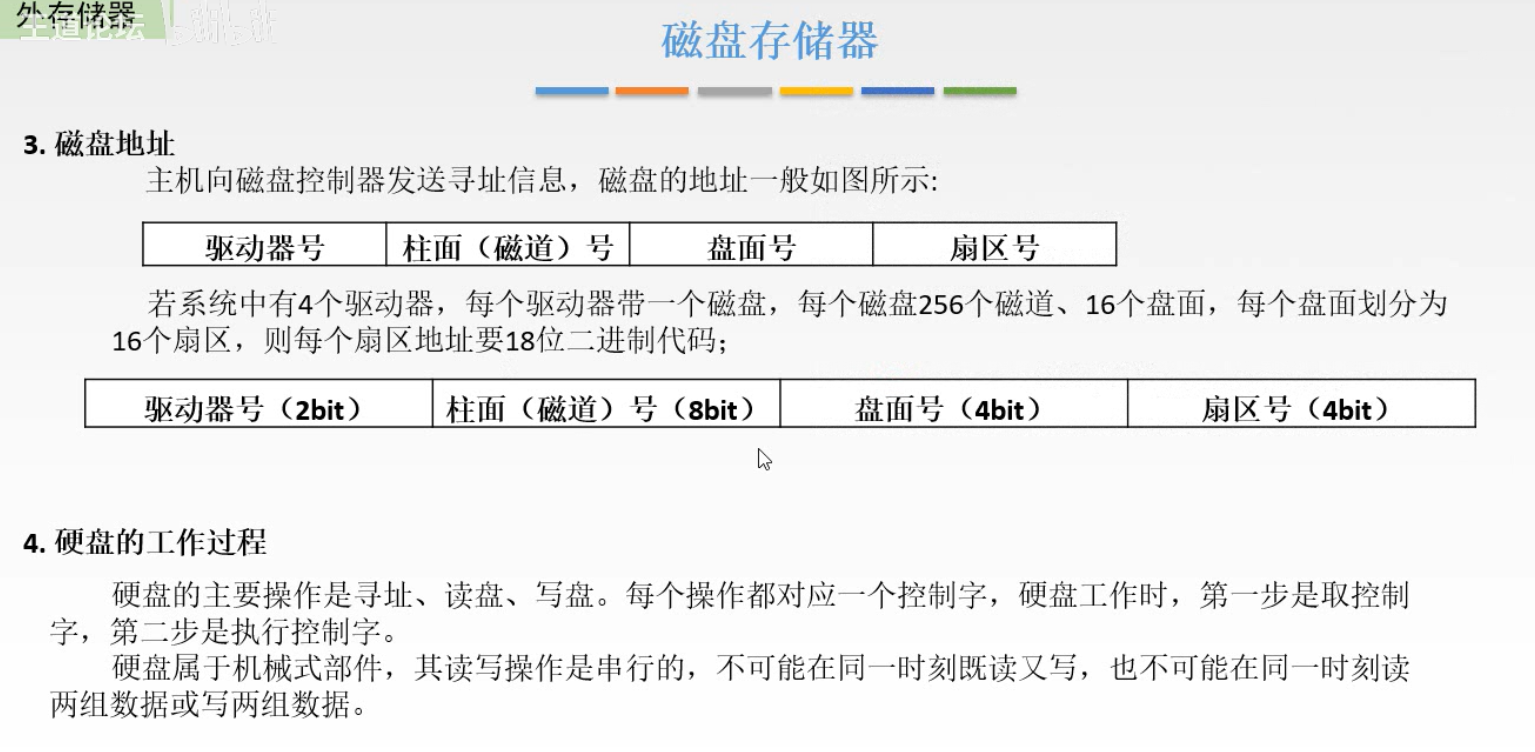 外存储器
王道论坛
bilibili
磁盘存储器
3. 磁盘地址
主机向磁盘控制器发送寻址信息，磁盘的地址一般如图所示:
驱动器号 柱面（磁道）号 盘面号 扇区号
若系统中有4个驱动器，每个驱动器带一个磁盘，每个磁盘256个磁道、16个盘面，每个盘面划分为
16个扇区，则每个扇区地址要18位二进制代码；
驱动器号（2bit） 柱面（磁道）号（8bit） 盘面号（4bit） 扇区号（4bit）
4. 硬盘的工作过程
硬盘的主要操作是寻址、读盘、写盘。每个操作都对应一个控制字，硬盘工作时，第一步是取控制
字，第二步是执行控制字。
硬盘属于机械式部件，其读写操作是串行的，不可能在同一时刻既读又写，也不可能在同一时刻读
两组数据或写两组数据。